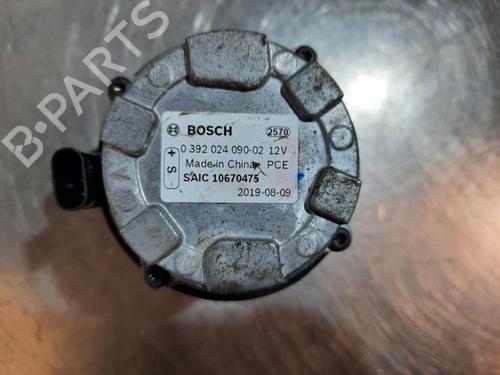 B-PARTS
BOSCH 2570
0 392 024 090-02 12V
Made in China PCE
SAIC 10670475
2019-08-09
+ S -